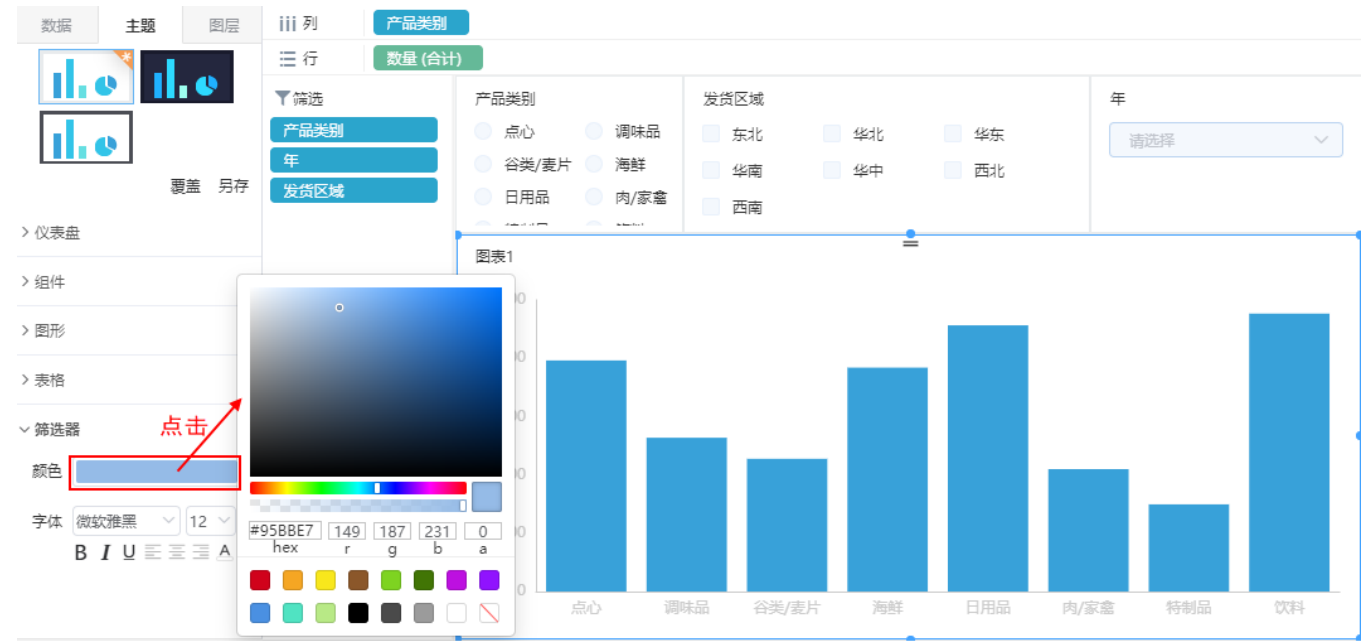 数据 主题 图层
列 产品类别
行 数量 (合计)
覆盖 另存
仪表盘
组件
图形
表格
筛选器
点击
颜色
字体 微软雅黑 12
B I U A
筛选
产品类别
年
发货区域
产品类别
点心 调味品
谷类/麦片 海鲜
日用品 肉/家禽
发货区域
东北 华北 华东
华南 华中 西北
西南
年
请选择
图表1
#95BBE7 149 187 231 0
hex r g b a
0
点心 调味品 谷类/麦片 海鲜 日用品 肉/家禽 特制品 饮料